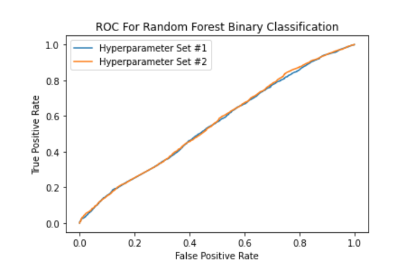 ROC For Random Forest Binary Classification
Hyperparameter Set #1
Hyperparameter Set #2
1.0
0.8
0.6
0.4
0.2
0.0
True Positive Rate
0.0 0.2 0.4 0.6 0.8 1.0
False Positive Rate